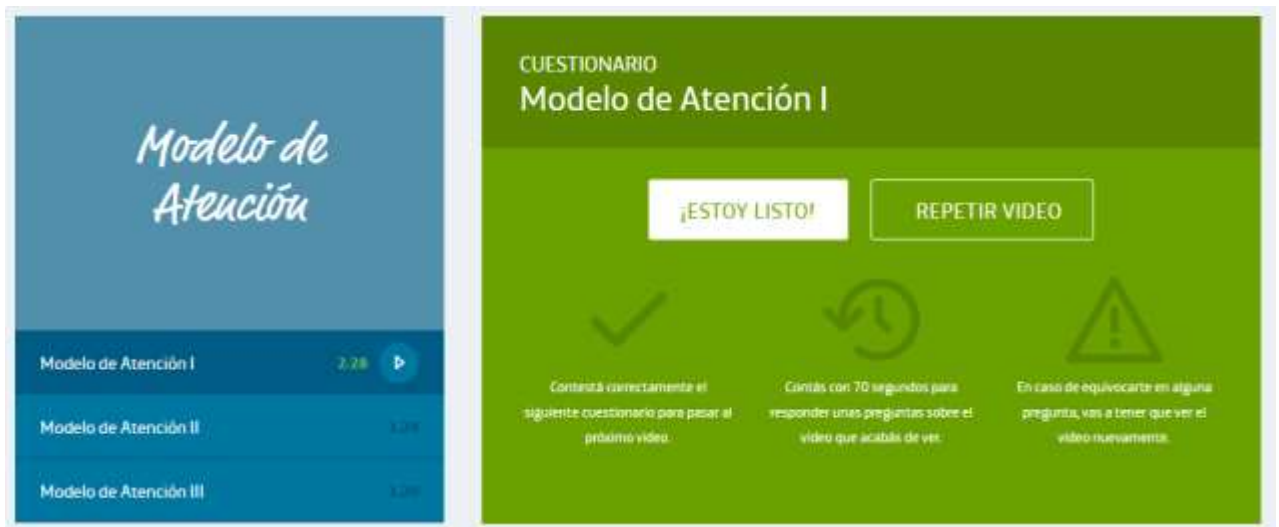 Modelo de
Atención
Modelo de Atención I 2.28
Modelo de Atención II
Modelo de Atención III
CUESTIONARIO
Modelo de Atención I
¡ESTOY LISTO!
REPETIR VIDEO
Contestá correctamente el
siguiente cuestionario para pasar al
próximo video.
Contás con 70 segundos para
responder unas preguntas sobre el
video que acabás de ver.
En caso de equivocarte en alguna
pregunta, vas a tener que ver el
video nuevamente.